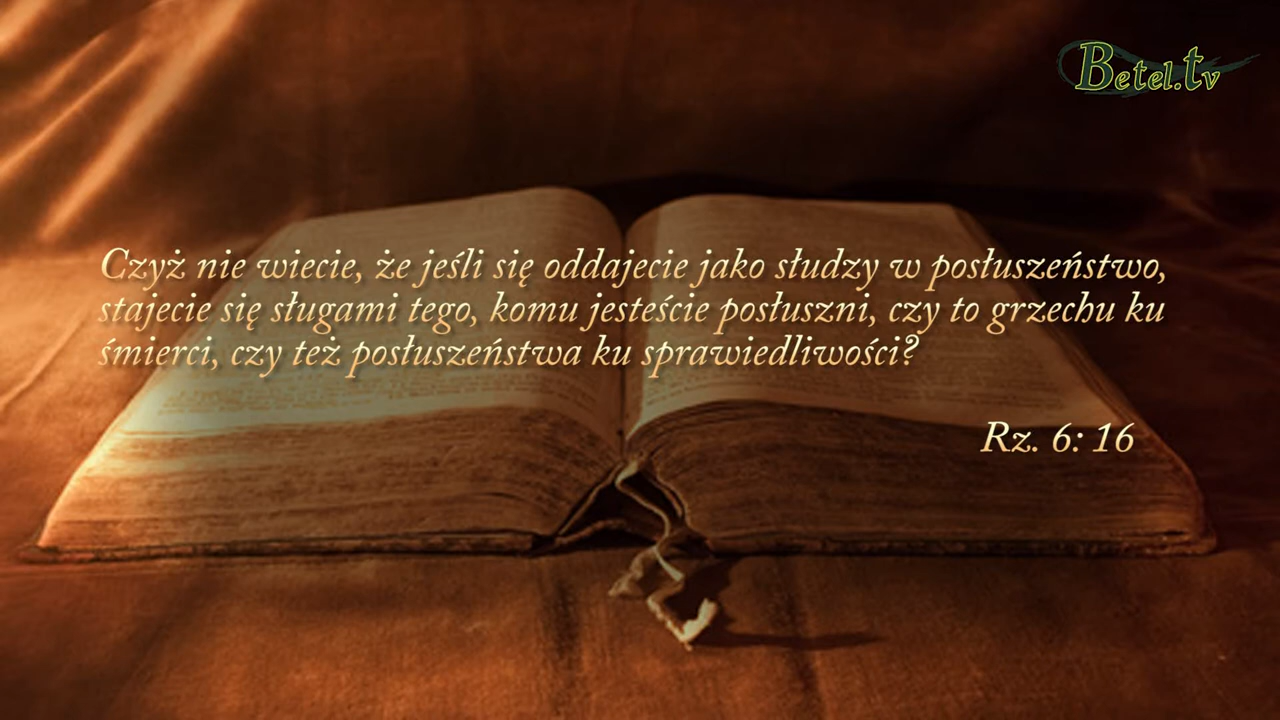 Betel.tv
Czyż nie wiecie, że jeśli się oddajecie jako słudzy w posłuszeństwo,
stajecie się sługami tego, komu jesteście posłuszni, czy to grzechu ku
śmierci, czy też posłuszeństwa ku sprawiedliwości?
Rz. 6: 16